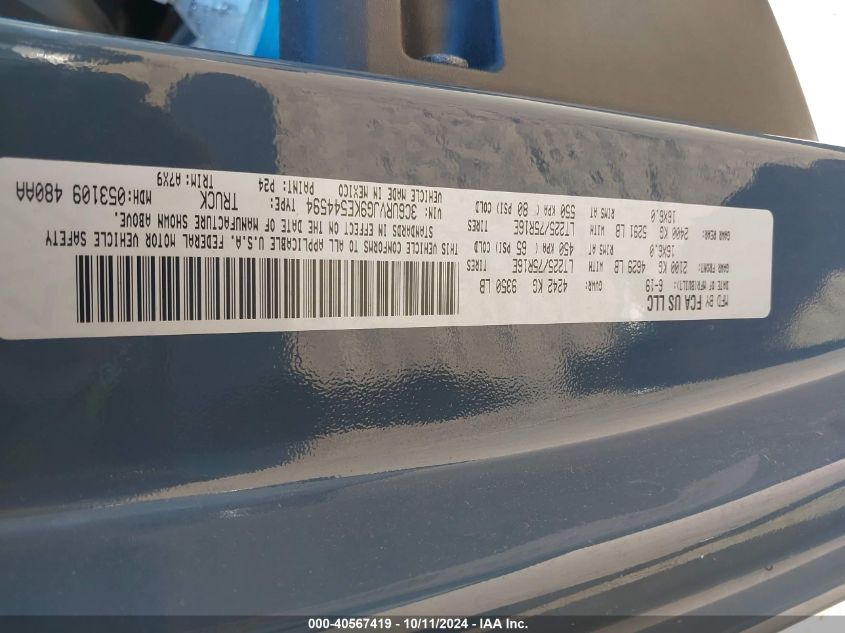 MFD BY FCA US LLC
DATE OF MFR(BUILT): 6-19 GVWR: 4242 KG 9350 LB
GAWR FRONT: 2100 KG 4629 LB WITH LT225/75R16E TIRES
16X6.0 RIMS AT 450 KPA ( 65 PSI) COLD
GAWR REAR: 2400 KG 5291 LB WITH LT225/75R16E TIRES
16X6.0 RIMS AT 550 KPA ( 80 PSI) COLD
THIS VEHICLE CONFORMS TO ALL APPLICABLE U.S.A. FEDERAL MOTOR VEHICLE SAFETY
STANDARDS IN EFFECT ON THE DATE OF MANUFACTURE SHOWN ABOVE.
VIN: 3C6URVJG9KE544594 TYPE: TRUCK MDH:053109 480AA
VEHICLE MADE IN MEXICO PAINT: P24 TRIM: A7X9
000-40567419 - 10/11/2024 - IAA Inc.